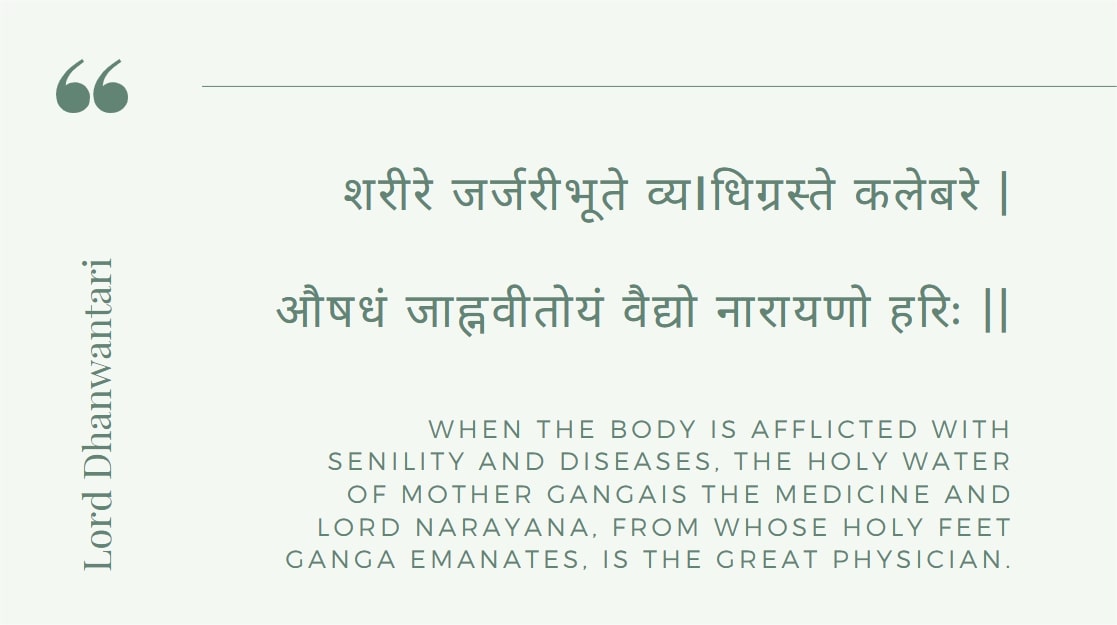 “
शरीरे जर्जरीभूते व्याधिग्रस्ते कलेबरे |
औषधं जाह्नवीतोयं वैद्यो नारायणो हरिः ||
WHEN THE BODY IS AFFLICTED WITH
SENILITY AND DISEASES, THE HOLY WATER
OF MOTHER GANGAIS THE MEDICINE AND
LORD NARAYANA, FROM WHOSE HOLY FEET
GANGA EMANATES, IS THE GREAT PHYSICIAN.
Lord Dhanwantari